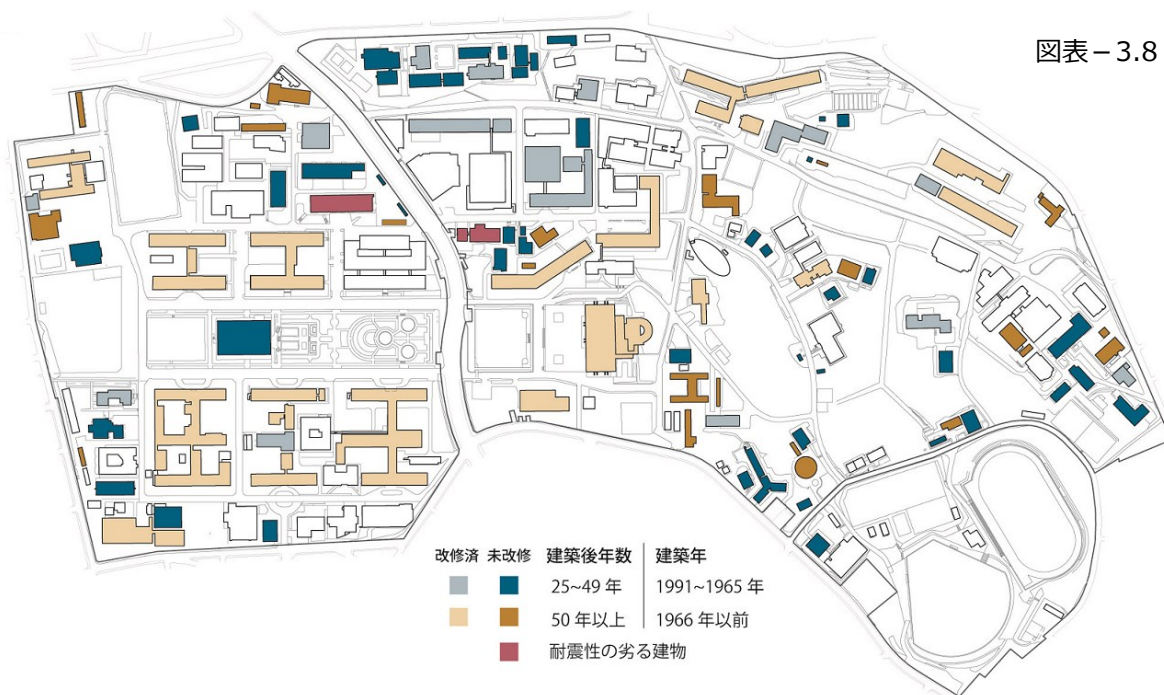 図表－3.8
改修済 未改修 建築後年数 建築年
25~49 年 1991~1965 年
50 年以上 1966 年以前
耐震性の劣る建物